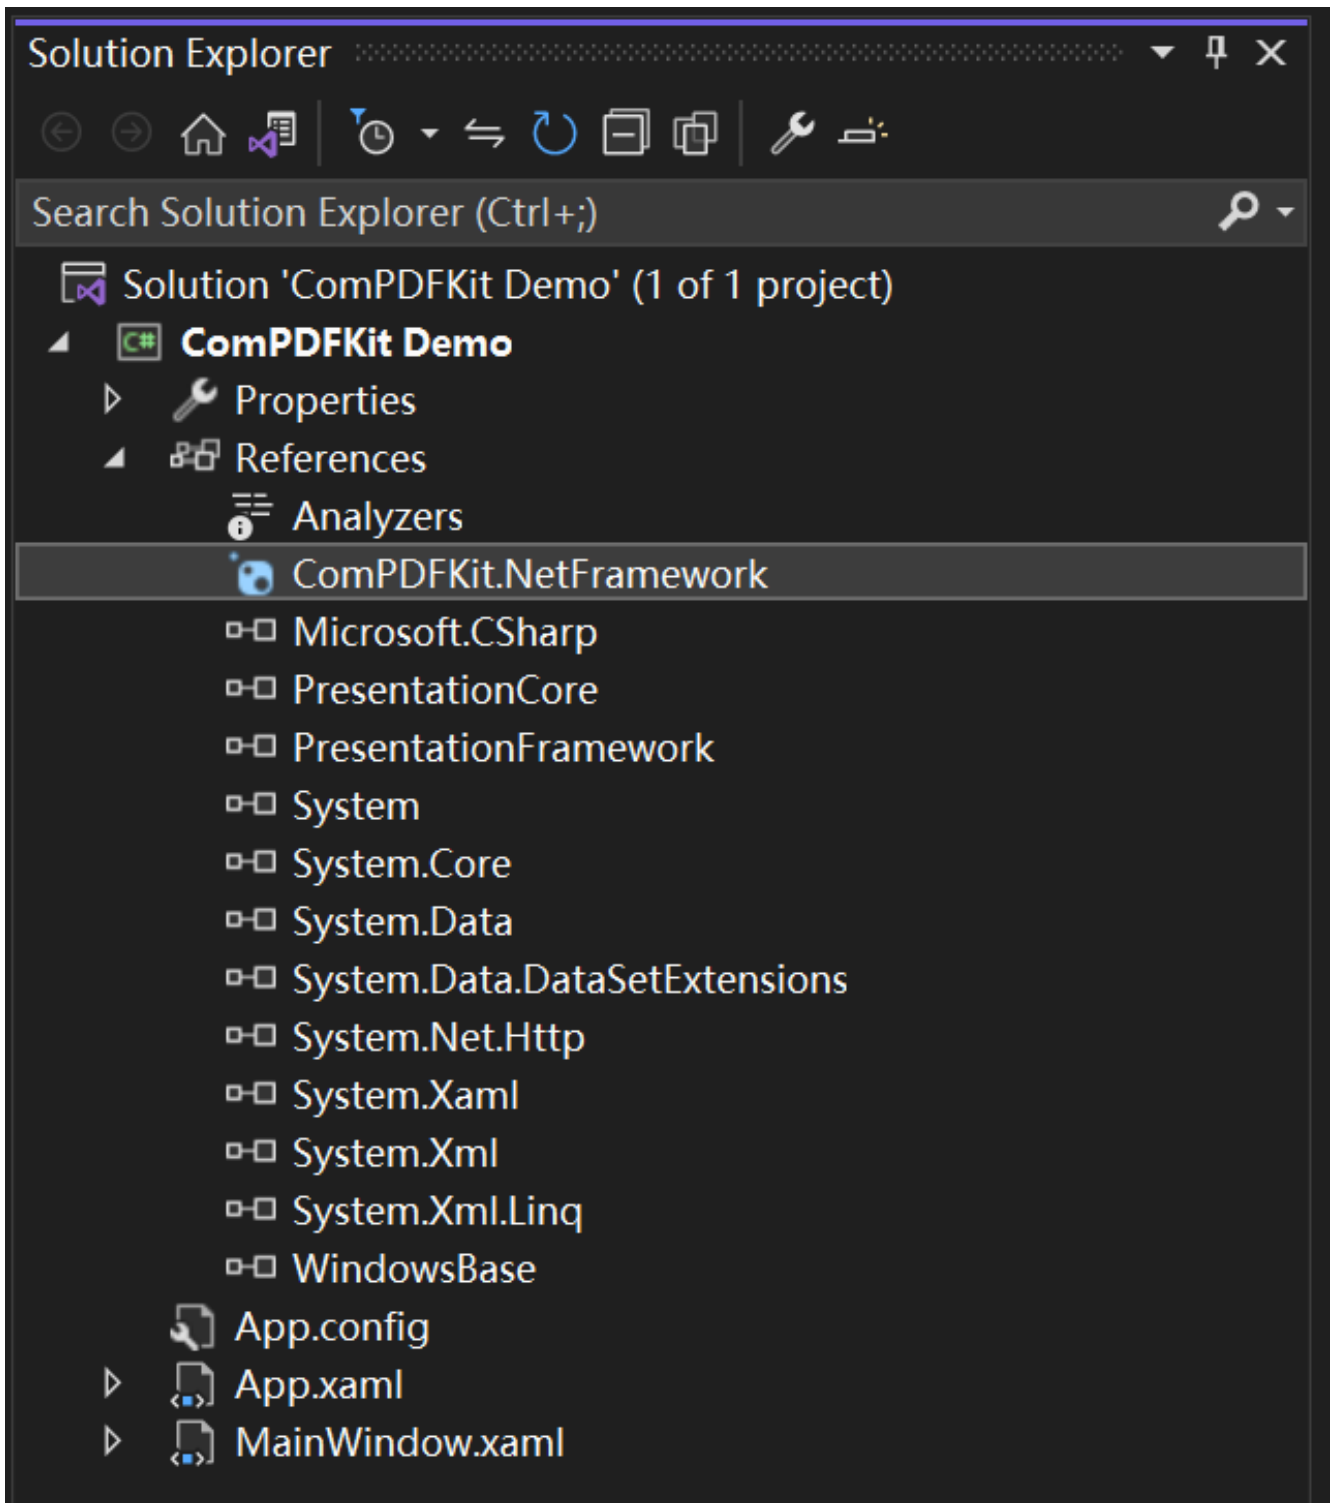 Solution Explorer
Search Solution Explorer (Ctrl+;)
Solution 'ComPDFKit Demo' (1 of 1 project)
C# ComPDFKit Demo
Properties
References
Analyzers
ComPDFKit.NetFramework
Microsoft.CSharp
PresentationCore
PresentationFramework
System
System.Core
System.Data
System.Data.DataSetExtensions
System.Net.Http
System.Xaml
System.Xml
System.Xml.Linq
WindowsBase
App.config
App.xaml
MainWindow.xaml